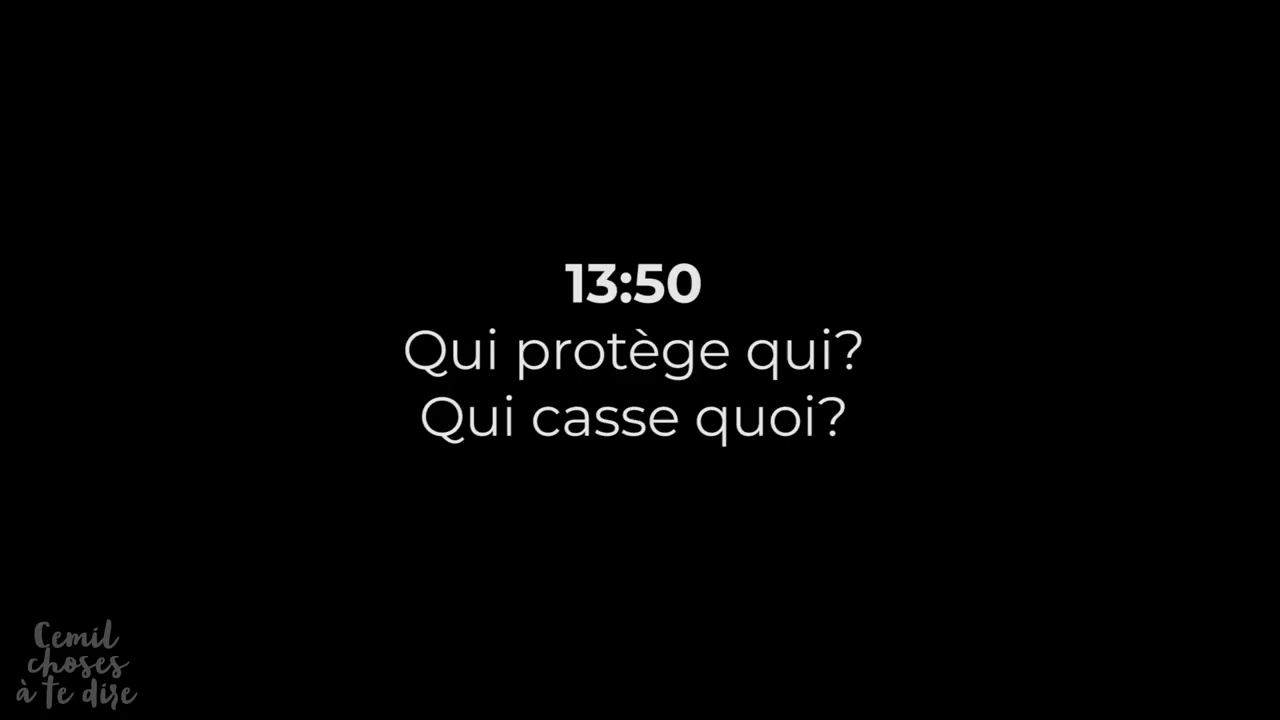 13:50
Qui protège qui?
Qui casse quoi?
Cemil
choses
à te dire